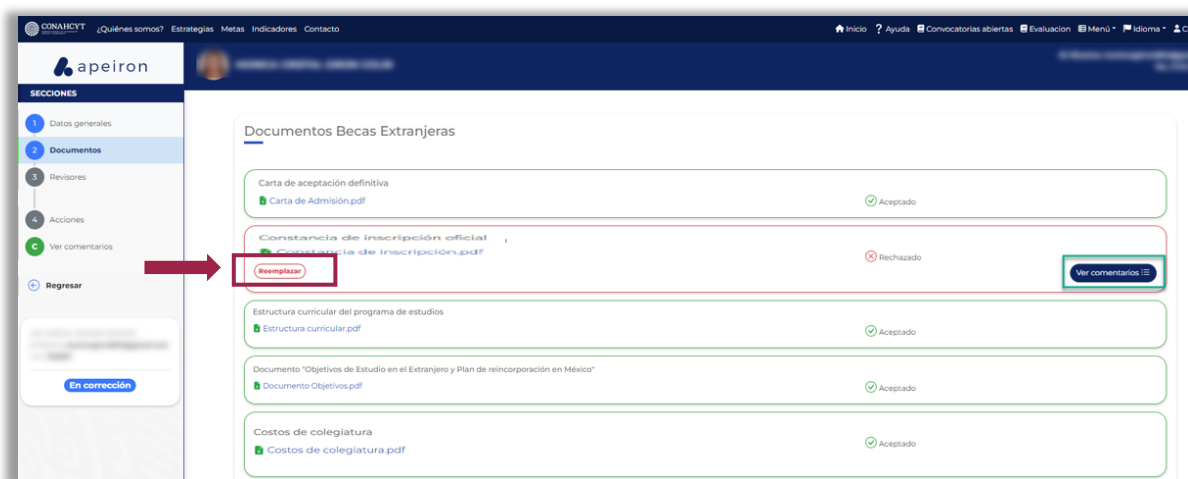 CONAHCYT ¿Quiénes somos? Estrategias Metas Indicadores Contacto Inicio ? Ayuda Convocatorias abiertas Evaluacion Menú Idioma
apeiron
SECCIONES
1 Datos generales
2 Documentos
3 Revisores
4 Acciones
C Ver comentarios
Regresar
En corrección
Documentos Becas Extranjeras
Carta de aceptación definitiva
Carta de Admisión.pdf
Aceptado
Constancia de inscripción oficial
Constancia de inscripción.pdf
Reemplazar
Rechazado
Ver comentarios
Estructura curricular del programa de estudios
Estructura curricular.pdf
Aceptado
Documento "Objetivos de Estudio en el Extranjero y Plan de reincorporación en México"
Documento Objetivos.pdf
Aceptado
Costos de colegiatura
Costos de colegiatura.pdf
Aceptado